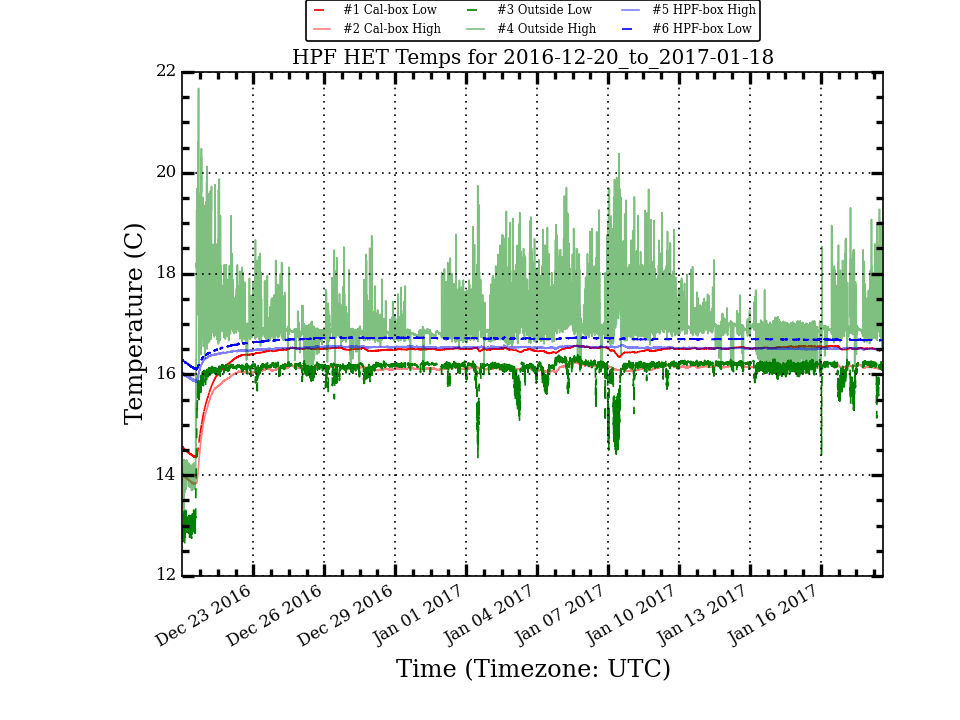 #1 Cal-box Low #3 Outside Low #5 HPF-box High
#2 Cal-box High #4 Outside High #6 HPF-box Low
HPF HET Temps for 2016-12-20_to_2017-01-18
22
20
18
16
14
12
Temperature (C)
Dec 23 2016 Dec 26 2016 Dec 29 2016 Jan 01 2017 Jan 04 2017 Jan 07 2017 Jan 10 2017 Jan 13 2017 Jan 16 2017
Time (Timezone: UTC)